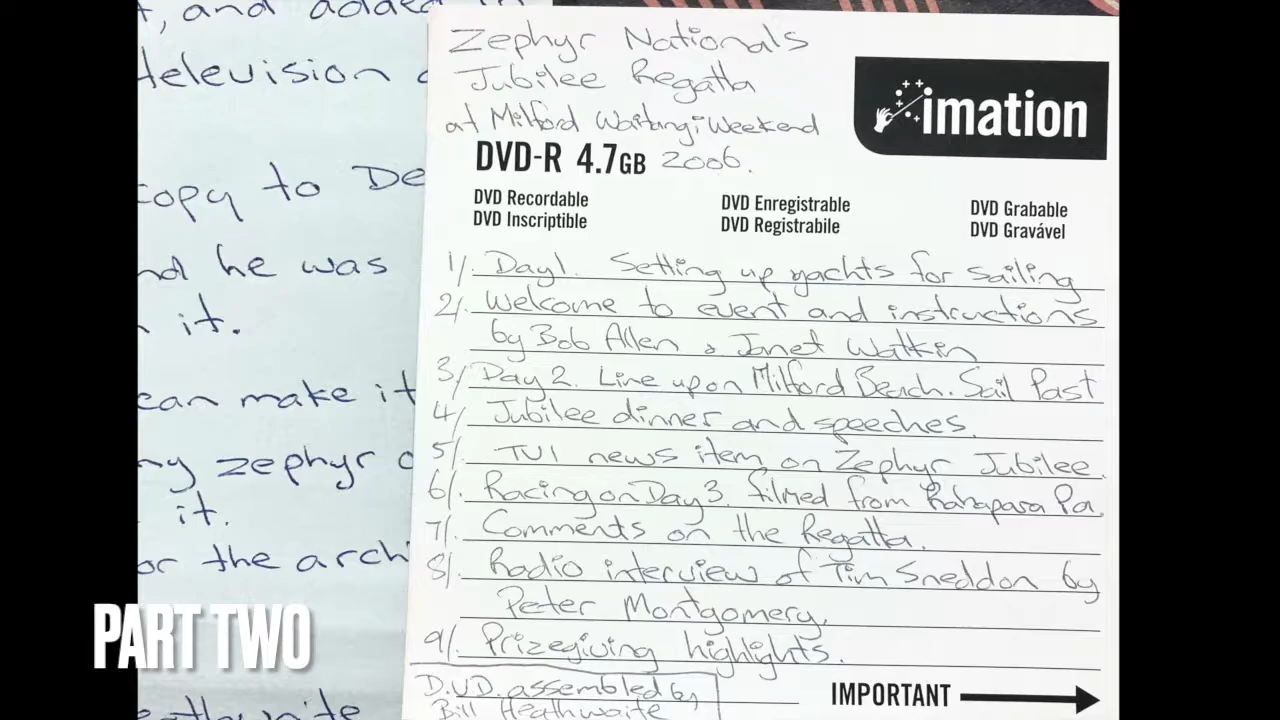 t, and added in
television
copy to De
nd he was
it.
can make it
my zephyr
it.
or the arch
eathwaite
Zephyr Nationals
Jubilee Regatta
at Milford Waitangi Weekend
2006.
imation
DVD-R 4.7GB
DVD Recordable
DVD Inscriptible
DVD Enregistrable
DVD Registrabile
DVD Grabable
DVD Gravável
1/. Day 1. Setting up yachts for sailing
2/. Welcome to event and instructions
by Bob Allen & Janet Watkin
3/ Day 2. Line up on Milford Beach. Sail Past
4/. Jubilee dinner and speeches.
5/. TV1 news item on Zephyr Jubilee.
6/. Racing on Day 3. filmed from Rahapara Pa.
7/. Comments on the Regatta.
8/. Radio interview of Tim Sneddon by
Peter Montgomery.
9/. Prizegiving highlights.
D.V.D. assembled by
Bill Heathwaite
IMPORTANT
PART TWO